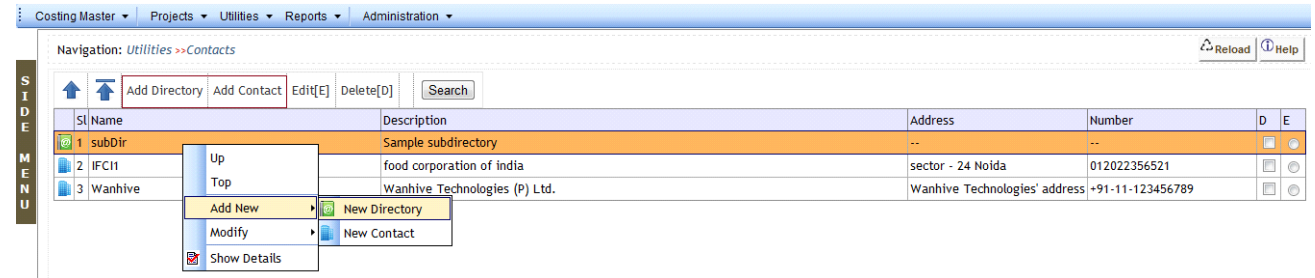 Costing Master Projects Utilities Reports Administration
Navigation: Utilities >>Contacts Reload Help
SIDE MENU
Add Directory Add Contact Edit[E] Delete[D] Search
Sl Name Description Address Number D E
1 subDir Sample subdirectory -- --
2 IFCI1 food corporation of india sector - 24 Noida 012022356521
3 Wanhive Wanhive Technologies (P) Ltd. Wanhive Technologies' address +91-11-123456789
Up
Top
Add New New Directory
Modify New Contact
Show Details